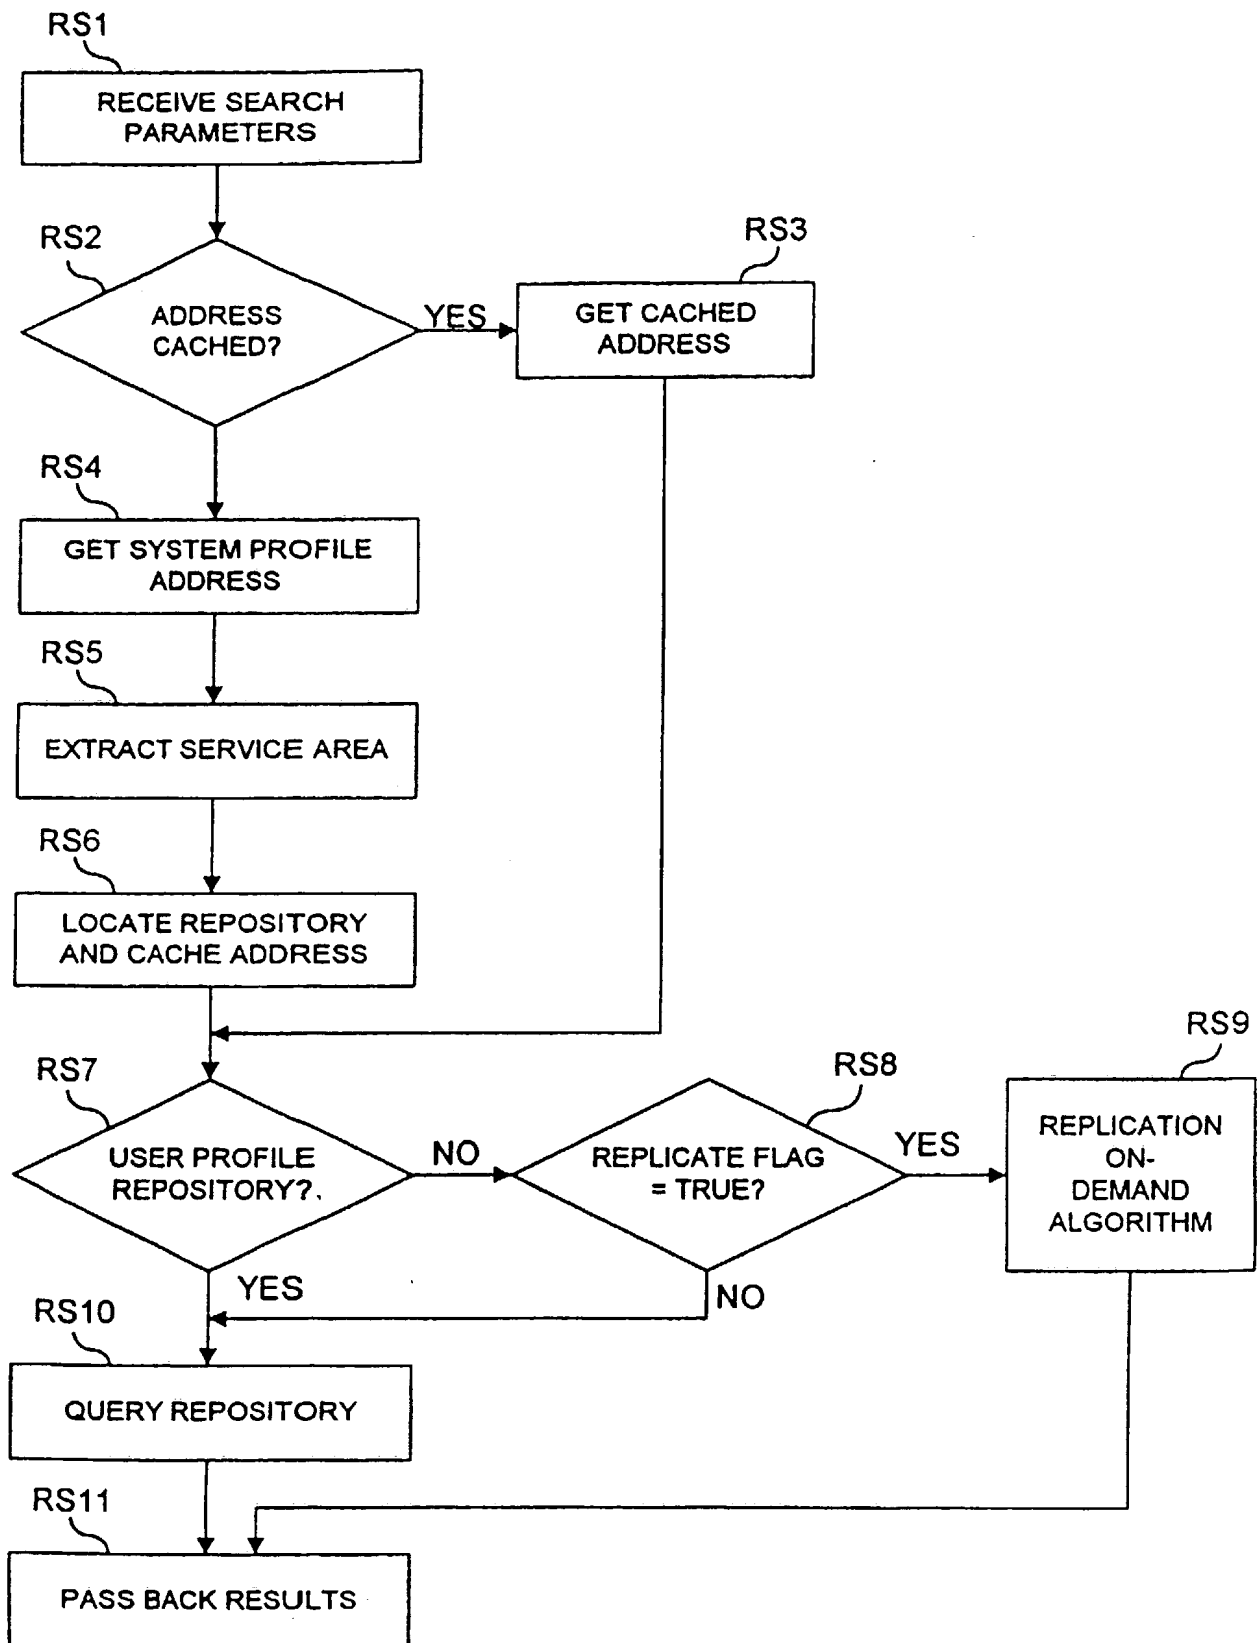 RS1
RECEIVE SEARCH
PARAMETERS
RS2
ADDRESS
CACHED?
YES
RS3
GET CACHED
ADDRESS
RS4
GET SYSTEM PROFILE
ADDRESS
RS5
EXTRACT SERVICE AREA
RS6
LOCATE REPOSITORY
AND CACHE ADDRESS
RS7
USER PROFILE
REPOSITORY?
NO
RS8
REPLICATE FLAG
= TRUE?
YES
RS9
REPLICATION
ON-
DEMAND
ALGORITHM
YES
NO
RS10
QUERY REPOSITORY
RS11
PASS BACK RESULTS